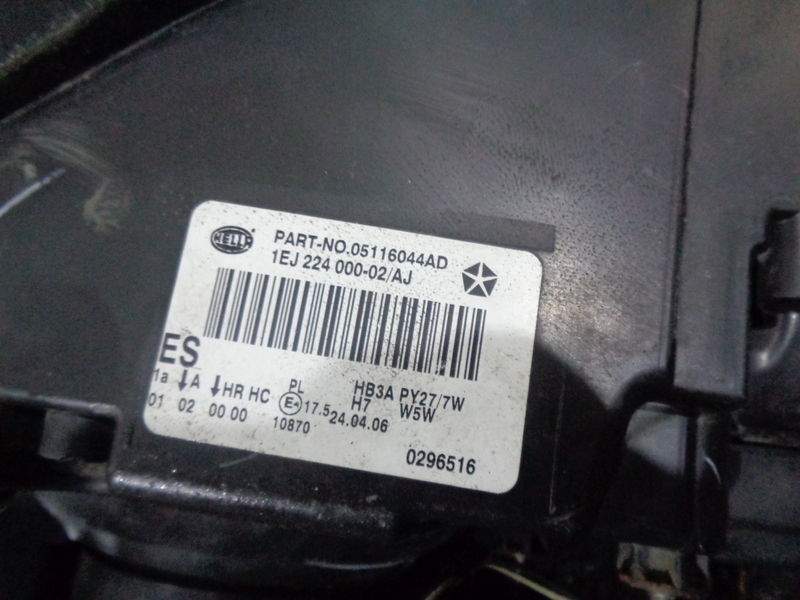 HELLA
PART-NO.05116044AD
1EJ 224 000-02/AJ
ES
1a ↓A ↓HR HC PL HB3A PY27/7W
01 02 00 00 E 17.5 24.04.06 H7 W5W
10870
0296516